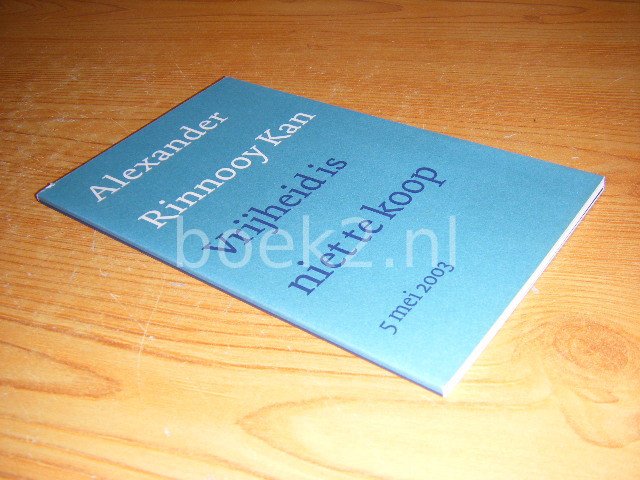 Alexander
Rinnooy Kan
Vrijheid is
niet te koop
5 mei 2003
boek2.nl